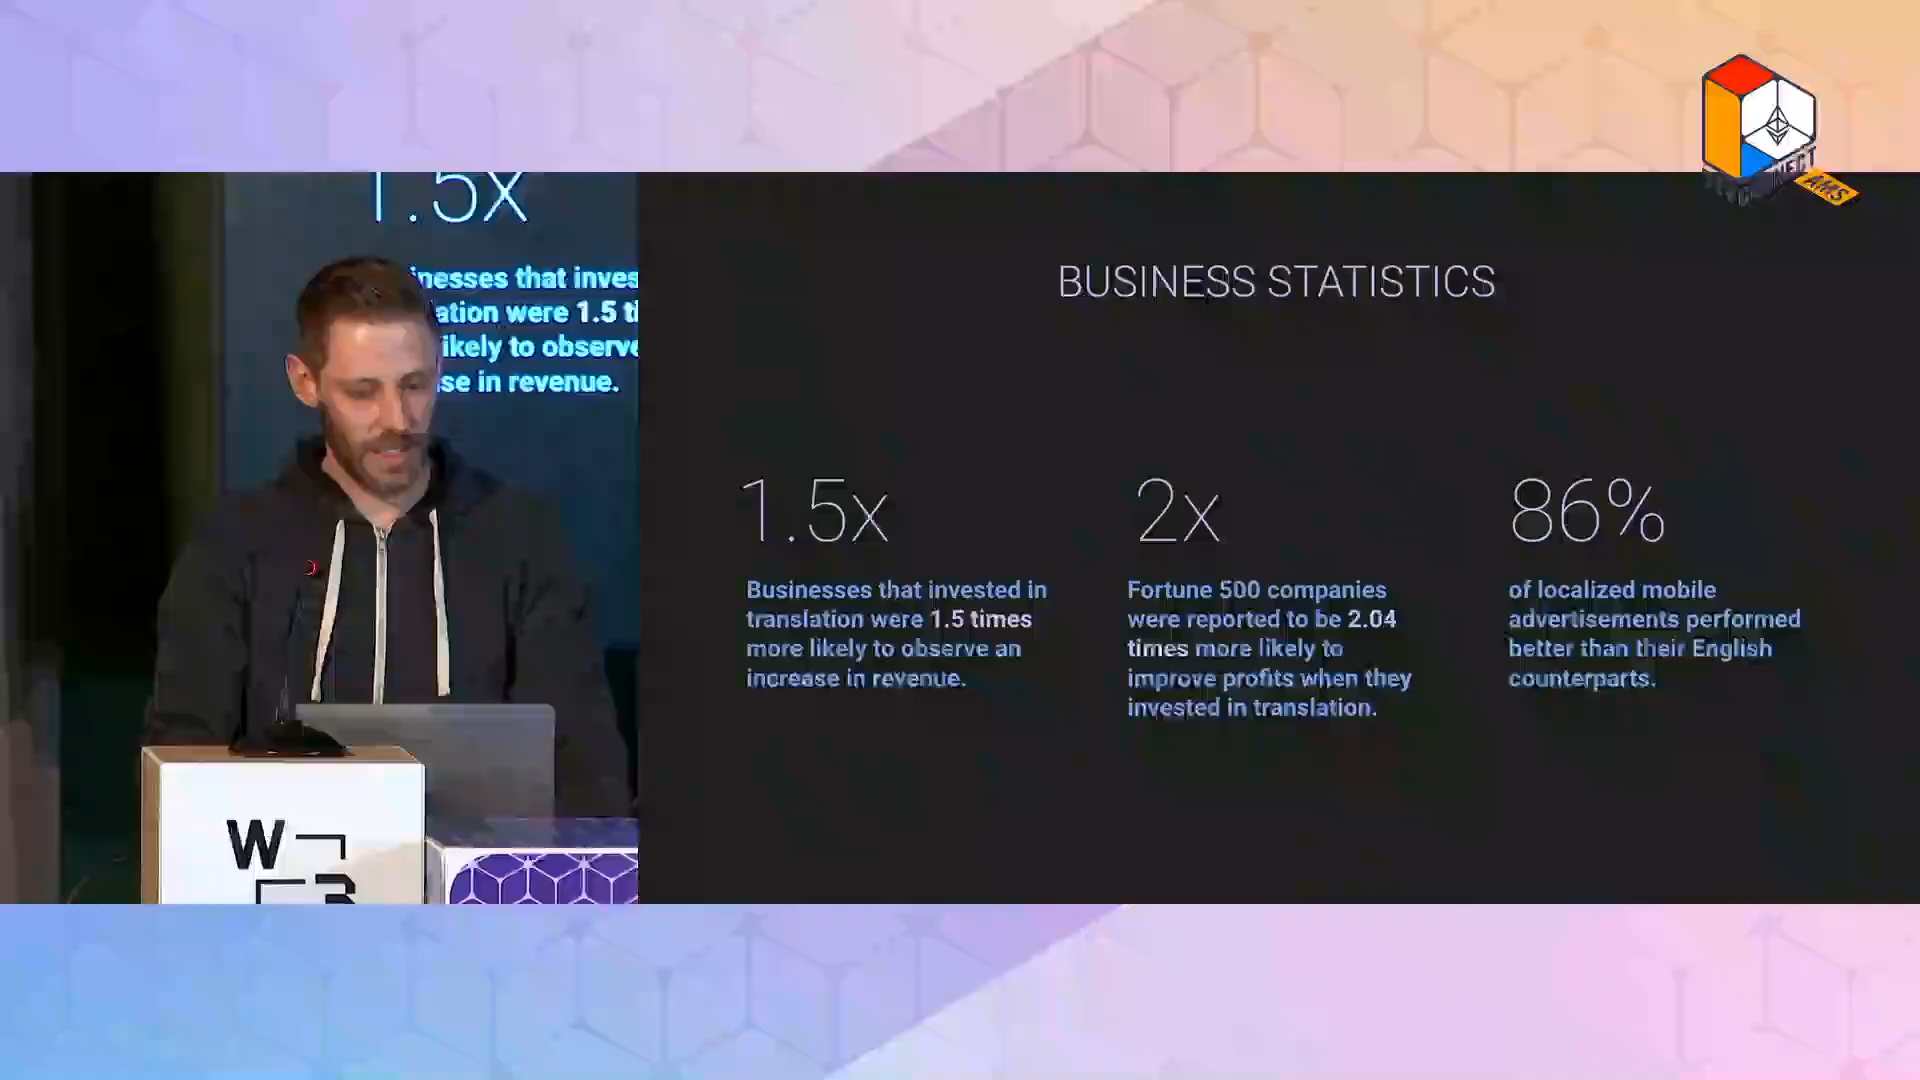 1.5x
inesses that inves
ation were 1.5 ti
ikely to observe
se in revenue.
W
3
AMS
BUSINESS STATISTICS
1.5x
Businesses that invested in
translation were 1.5 times
more likely to observe an
increase in revenue.
2x
Fortune 500 companies
were reported to be 2.04
times more likely to
improve profits when they
invested in translation.
86%
of localized mobile
advertisements performed
better than their English
counterparts.